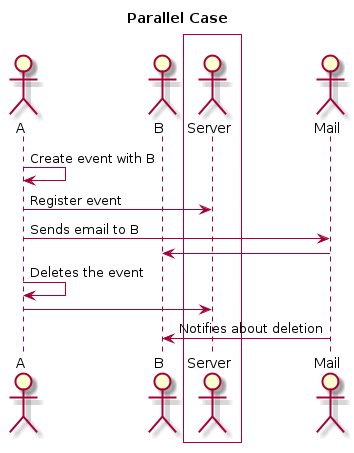 Parallel Case
A B Server Mail
Create event with B
Register event
Sends email to B
Deletes the event
Notifies about deletion
A B Server Mail